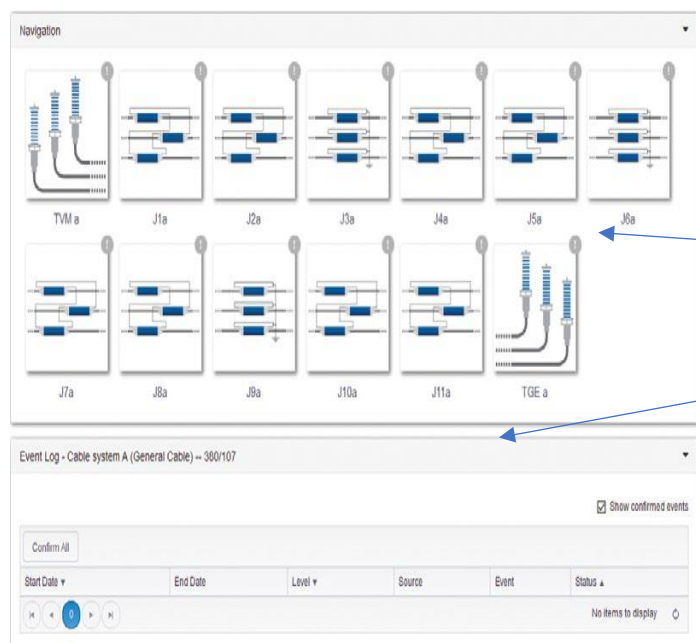 Navigation
TVM a J1a J2a J3a J4a J5a J6a
J7a J8a J9a J10a J11a TGE a
Event Log - Cable system A (General Cable) -- 380/107
Show confirmed events
Confirm All
Start Date End Date Level Source Event Status
0 No items to display